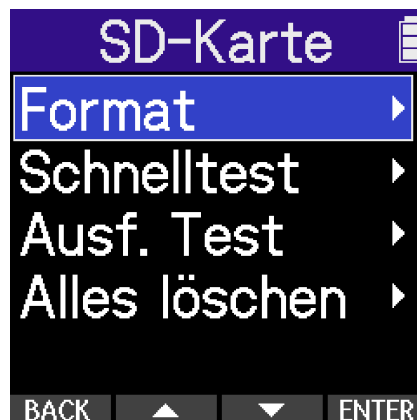 SD-Karte
Format
Schnelltest
Ausf. Test
Alles löschen
BACK ENTER